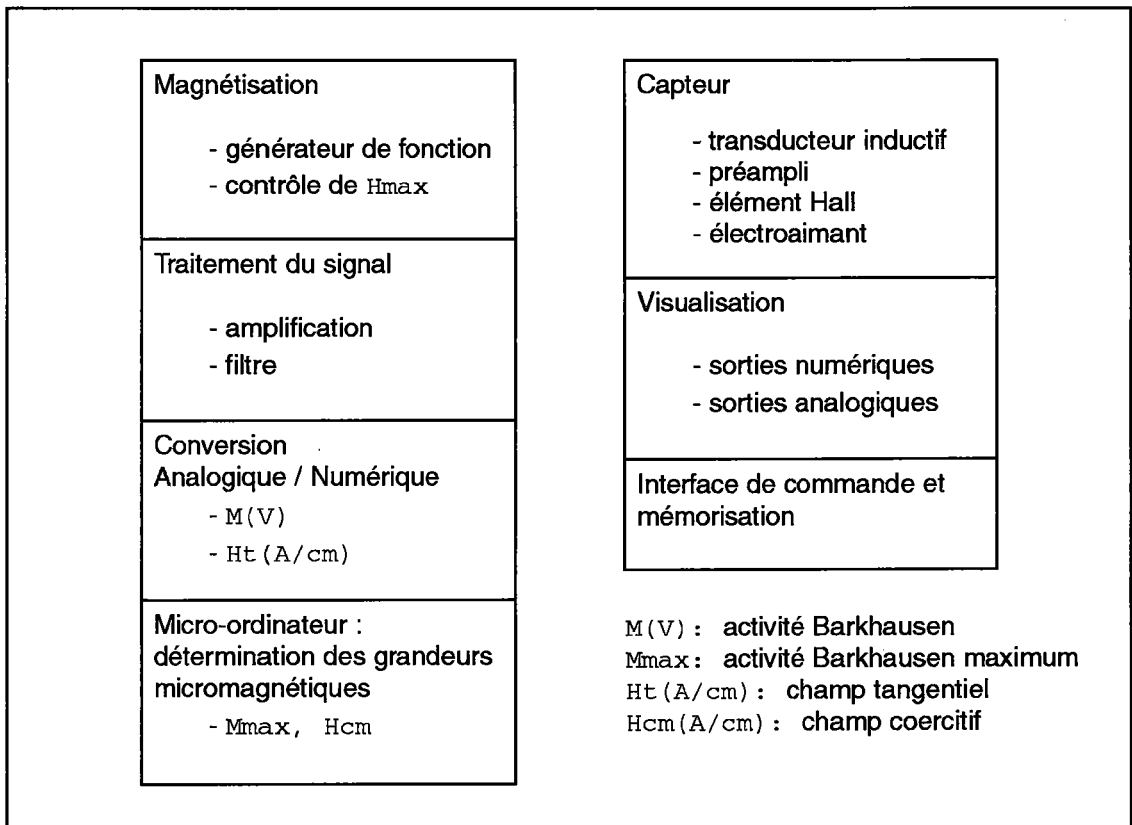 Magnétisation
- générateur de fonction
- contrôle de Hmax
Traitement du signal
- amplification
- filtre
Conversion
Analogique / Numérique
- M(V)
- Ht(A/cm)
Micro-ordinateur :
détermination des grandeurs
micromagnétiques
- Mmax, Hcm
Capteur
- transducteur inductif
- préampli
- élément Hall
- électroaimant
Visualisation
- sorties numériques
- sorties analogiques
Interface de commande et
mémorisation
M(V): activité Barkhausen
Mmax: activité Barkhausen maximum
Ht(A/cm): champ tangentiel
Hcm(A/cm): champ coercitif